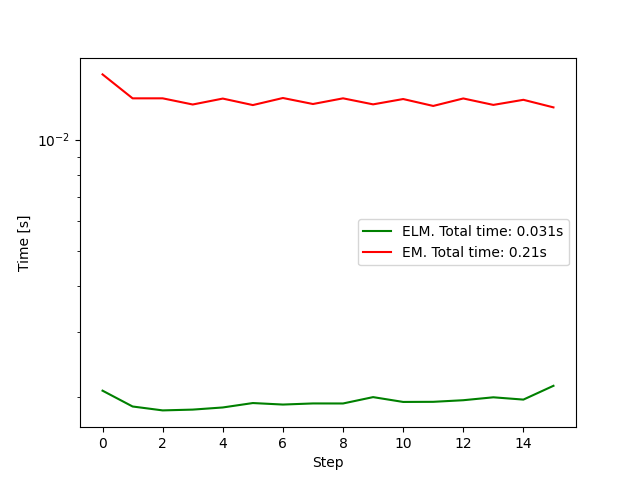 10⁻²
Time [s]
ELM. Total time: 0.031s
EM. Total time: 0.21s
0 2 4 6 8 10 12 14
Step